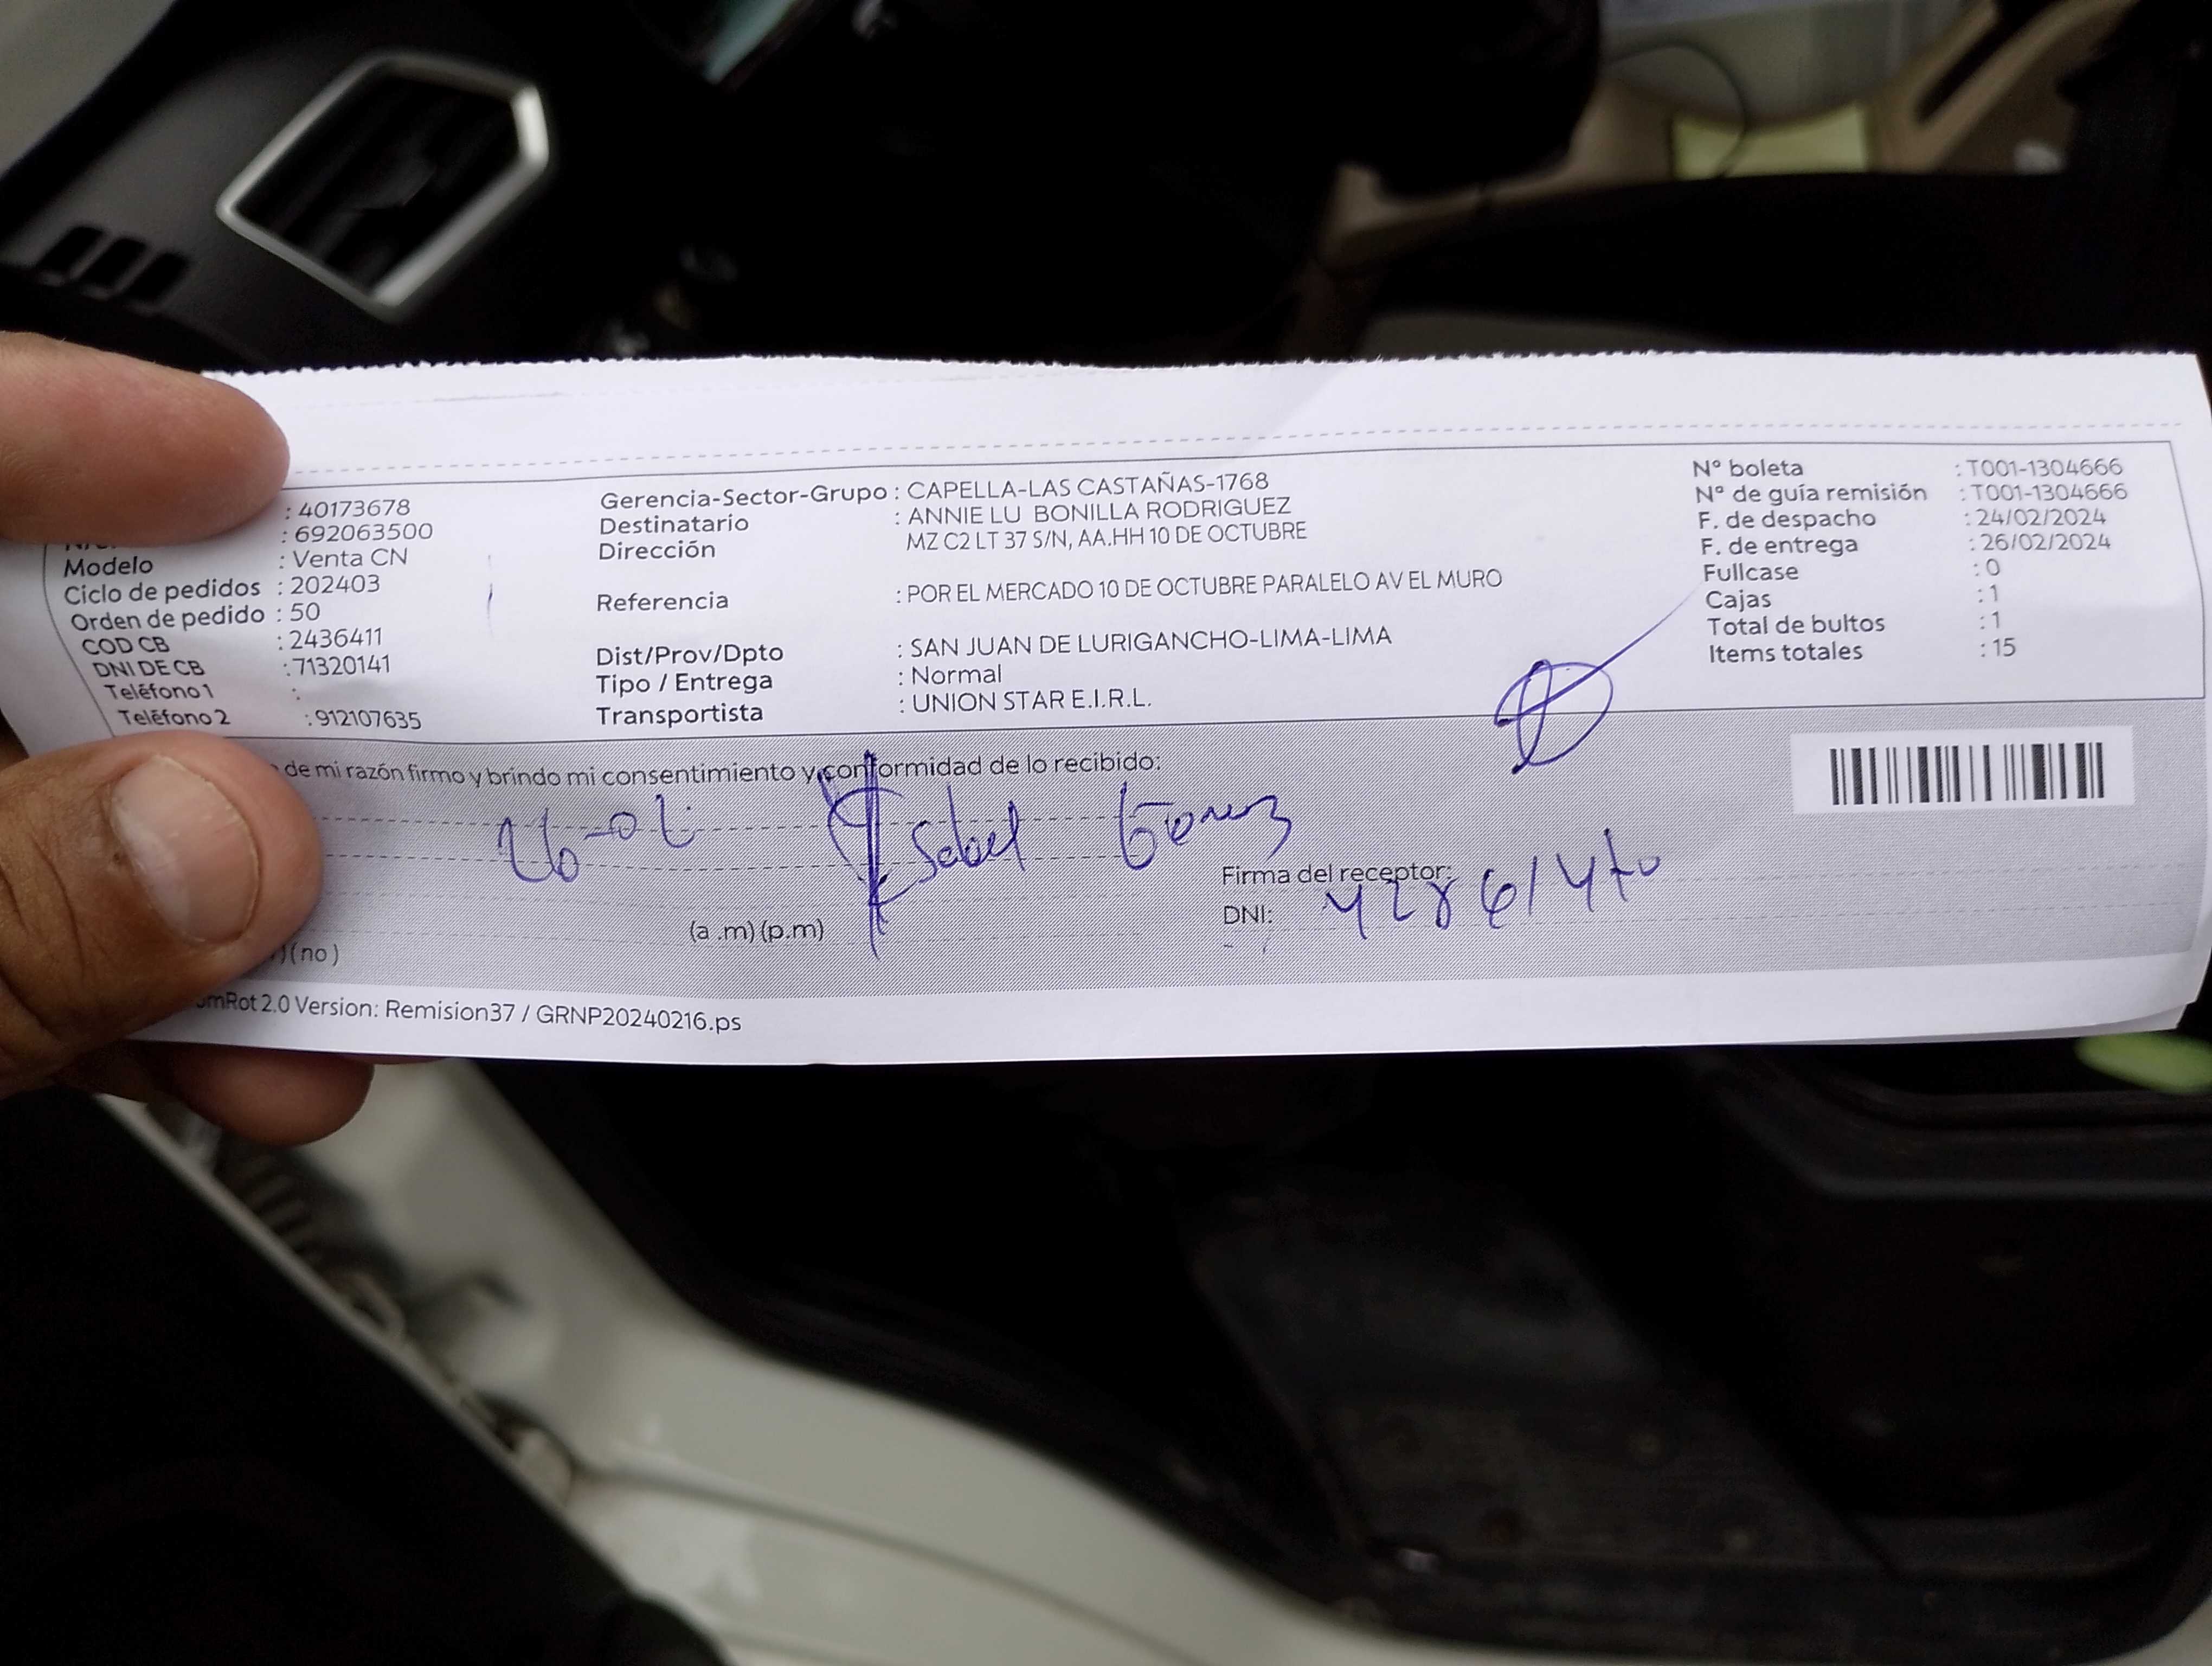 : 40173678
: 692063500
Modelo : Venta CN
Ciclo de pedidos : 202403
Orden de pedido : 50
COD CB : 2436411
DNI DE CB : 71320141
Teléfono 1 :
Teléfono 2 : 912107635
Gerencia-Sector-Grupo : CAPELLA-LAS CASTAÑAS-1768
Destinatario : ANNIE LU BONILLA RODRIGUEZ
Dirección MZ C2 LT 37 S/N, AA.HH 10 DE OCTUBRE
Referencia : POR EL MERCADO 10 DE OCTUBRE PARALELO AV EL MURO
Dist/Prov/Dpto : SAN JUAN DE LURIGANCHO-LIMA-LIMA
Tipo / Entrega : Normal
Transportista : UNION STAR E.I.R.L.
N° boleta : T001-1304666
N° de guía remisión : T001-1304666
F. de despacho : 24/02/2024
F. de entrega : 26/02/2024
Fullcase : 0
Cajas : 1
Total de bultos : 1
Items totales : 15
de mi razón firmo y brindo mi consentimiento y conformidad de lo recibido:
Isabel
Firma del receptor:
(a .m) (p.m)
DNI:
(no)
Rot 2.0 Version: Remision37 / GRNP20240216.ps